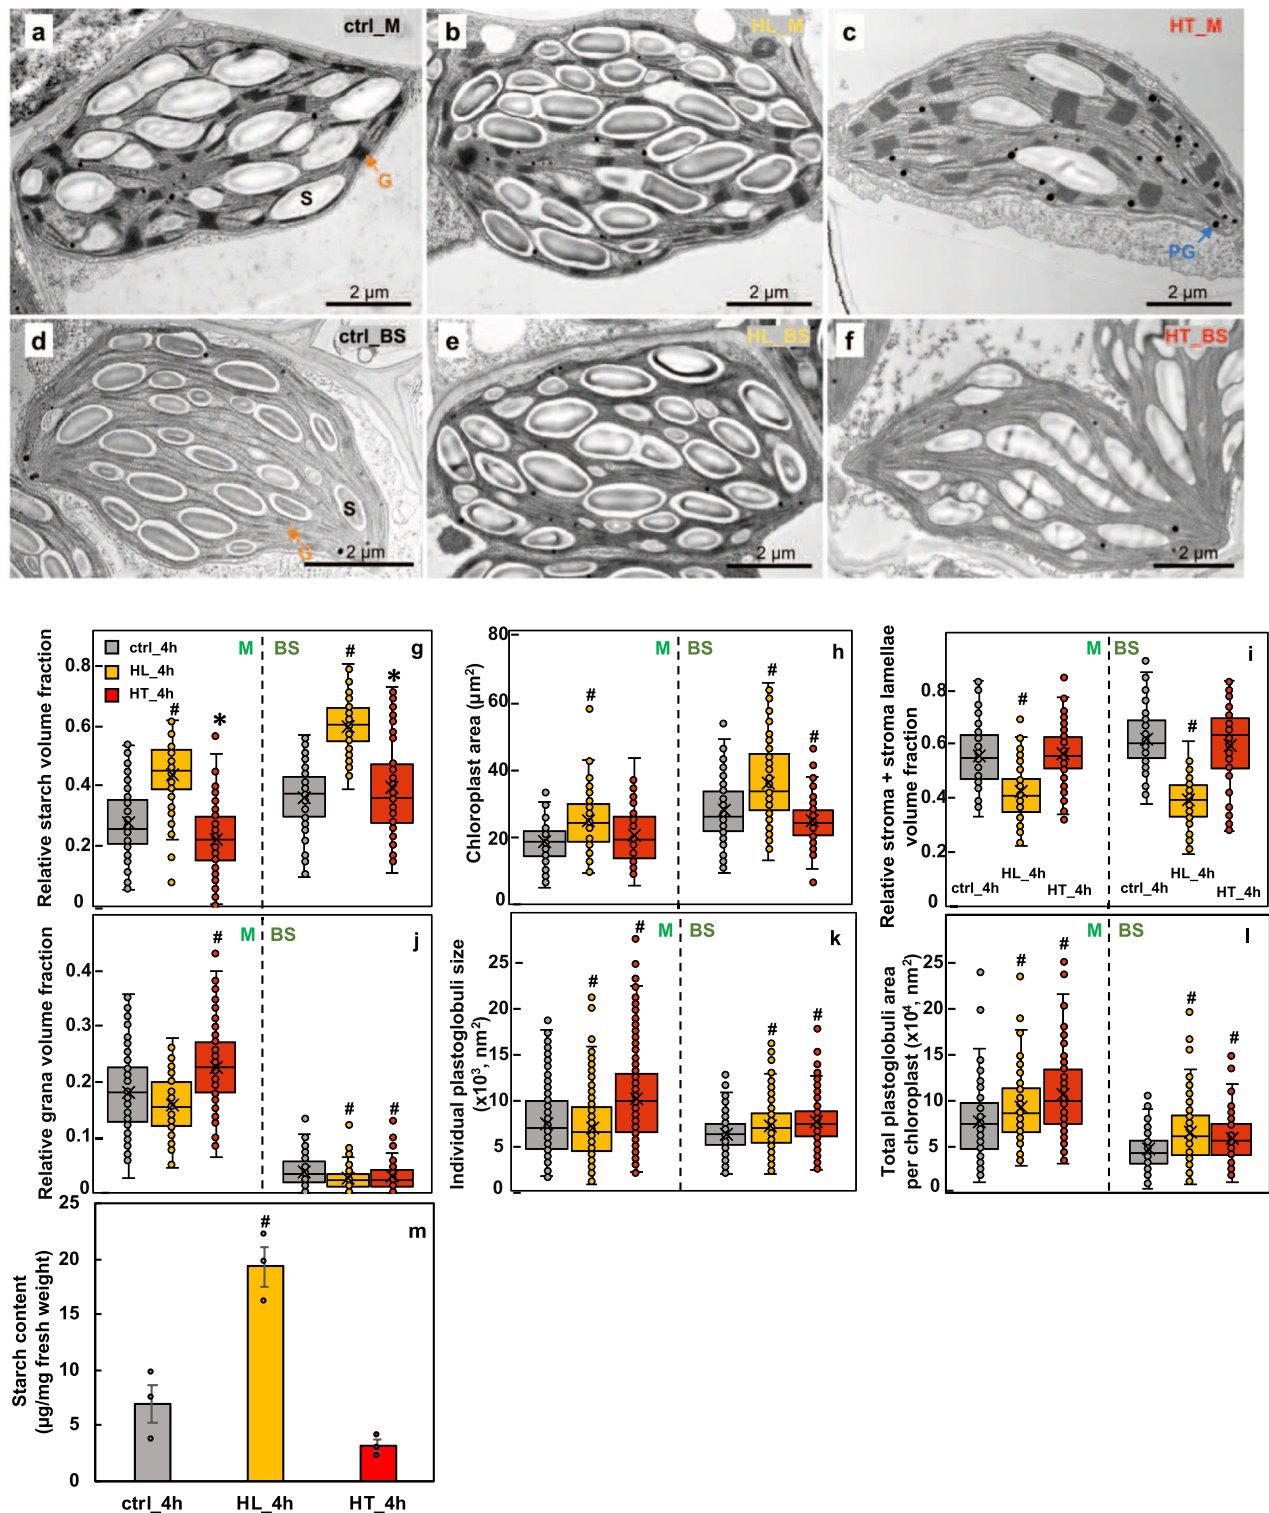 a
ctrl_M
G
S
2 µm
b
HL_M
2 µm
c
HT_M
PG
2 µm
d
ctrl_BS
S
G
2 µm
e
HL_BS
2 µm
f
HT_BS
2 µm
Relative starch volume fraction
0.8
0.6
0.4
0.2
0
ctrl_4h
HL_4h
HT_4h
M
BS
g
#
*
#
*
Chloroplast area (µm²)
80
60
40
20
0
M
BS
h
#
#
#
Relative stroma + stroma lamellae
volume fraction
0.8
0.6
0.4
0.2
0
M
BS
i
#
#
ctrl_4h
HL_4h
HT_4h
ctrl_4h
HL_4h
HT_4h
Relative grana volume fraction
0.4
0.3
0.2
0.1
0
M
BS
j
#
#
#
Individual plastoglobuli size
(x10³, nm²)
25
20
15
10
5
0
M
BS
k
#
#
#
#
Total plastoglobuli area
per chloroplast (x10⁴, nm²)
25
20
15
10
5
0
M
BS
l
#
#
#
#
Starch content
(µg/mg fresh weight)
25
20
15
10
5
0
m
#
ctrl_4h
HL_4h
HT_4h